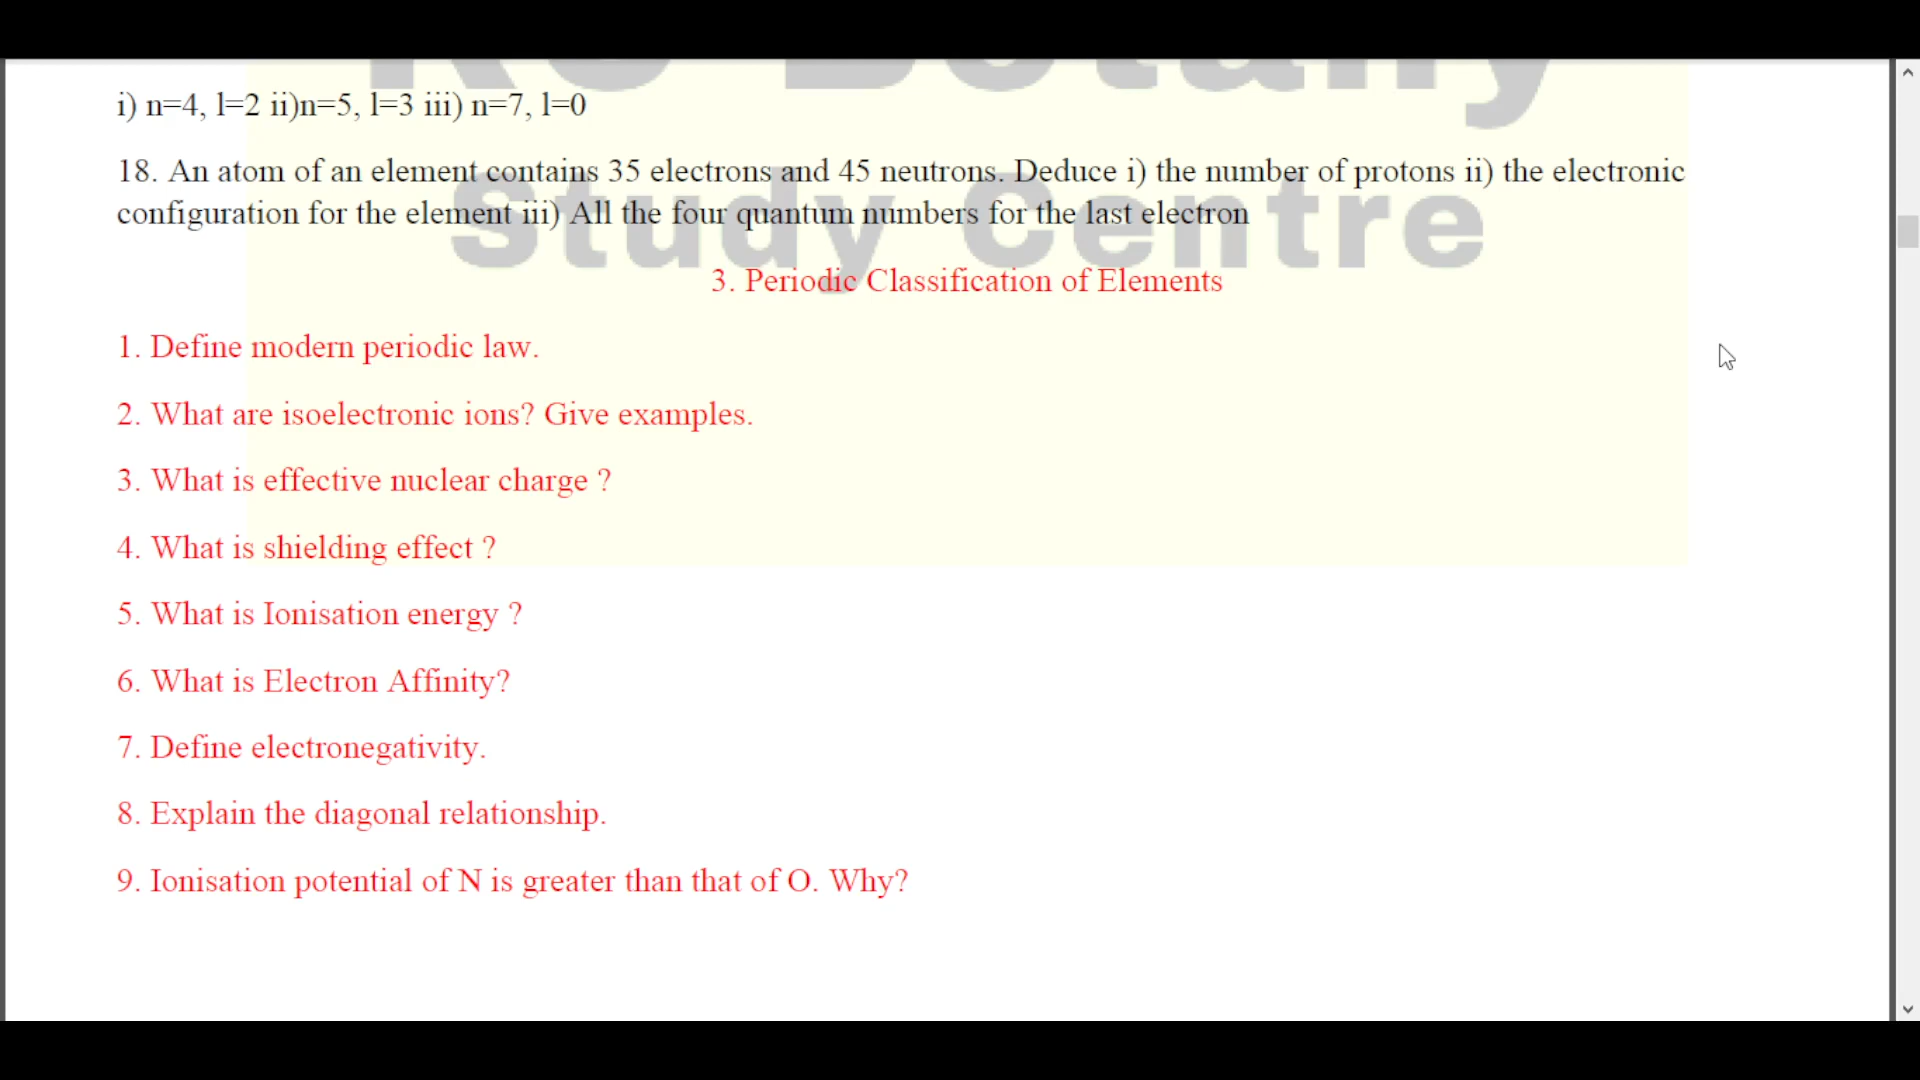 KS Botany
i) n=4, l=2 ii)n=5, l=3 iii) n=7, l=0
18. An atom of an element contains 35 electrons and 45 neutrons. Deduce i) the number of protons ii) the electronic
configuration for the element iii) All the four quantum numbers for the last electron
Study Centre
3. Periodic Classification of Elements
1. Define modern periodic law.
2. What are isoelectronic ions? Give examples.
3. What is effective nuclear charge ?
4. What is shielding effect ?
5. What is Ionisation energy ?
6. What is Electron Affinity?
7. Define electronegativity.
8. Explain the diagonal relationship.
9. Ionisation potential of N is greater than that of O. Why?